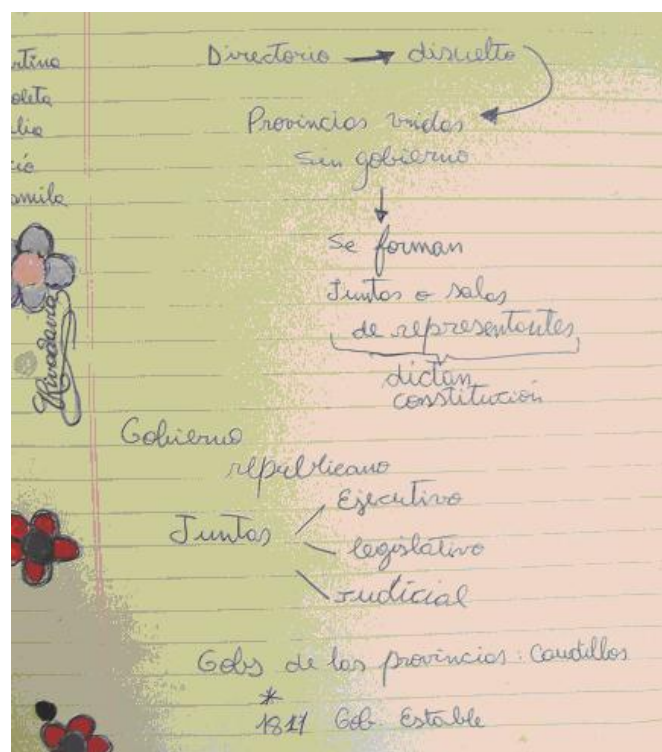 Directorio → disuelto
Provincias unidas
Sin gobierno
Se forman
Juntas o salas
de representantes
dictan
constitución
Rivadavia
Gobierno
republicano
Juntas
Ejecutivo
legislativo
Judicial
Gobs de las provincias: Caudillos
*
Gob. Estable